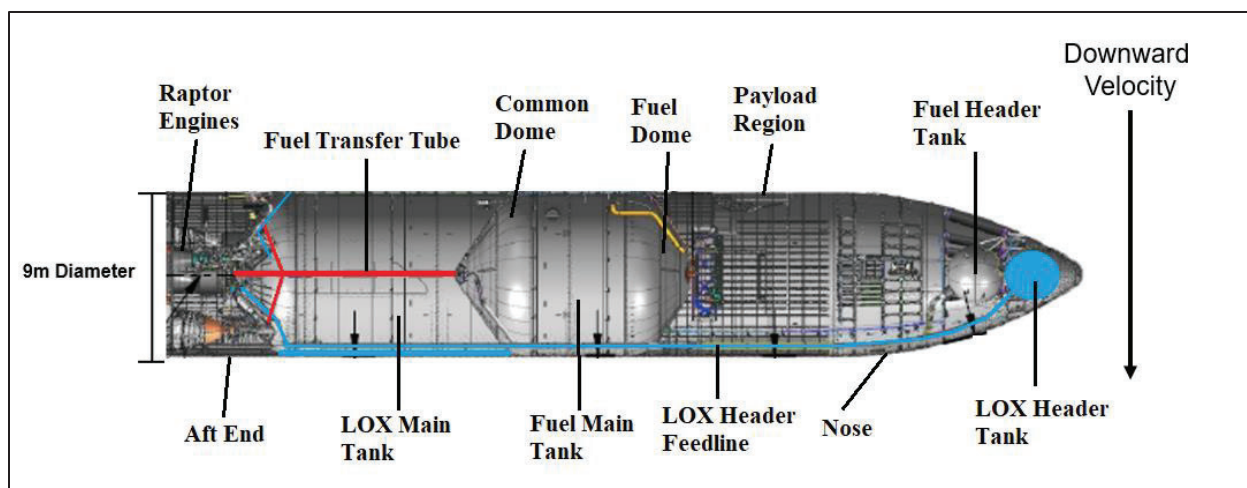 Downward
Velocity
Raptor
Engines
Fuel Transfer Tube
Common
Dome
Fuel
Dome
Payload
Region
Fuel Header
Tank
9m Diameter
Aft End
LOX Main
Tank
Fuel Main
Tank
LOX Header
Feedline
Nose
LOX Header
Tank